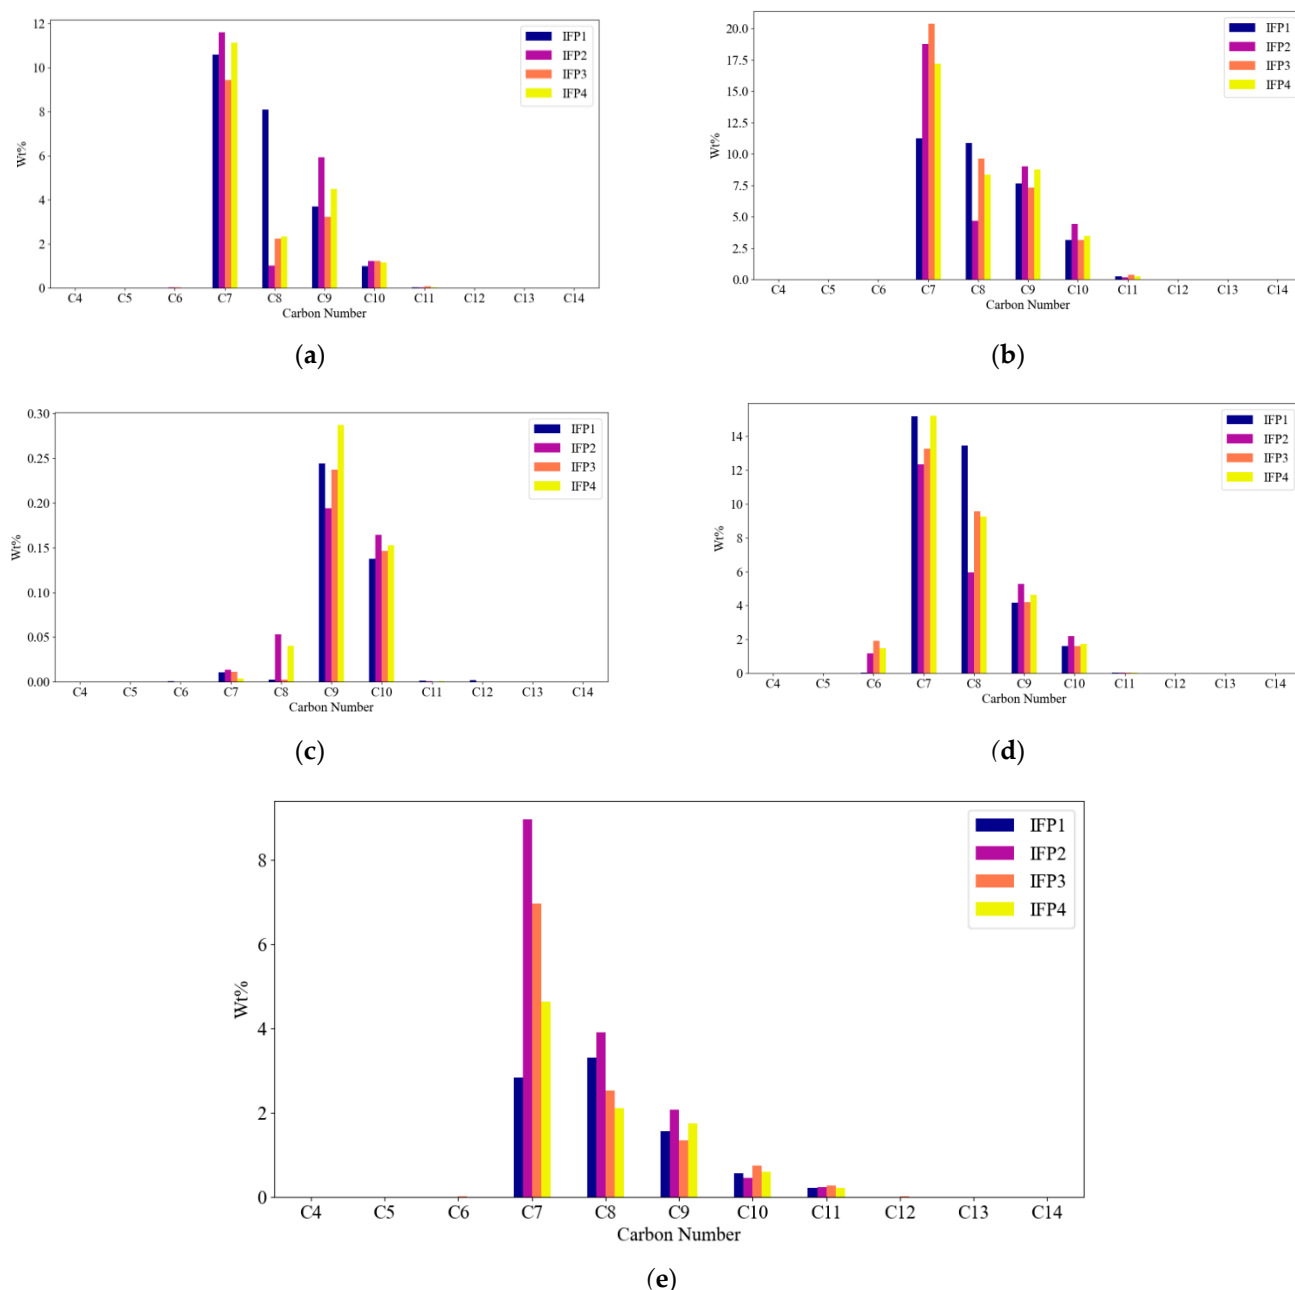 12
10
8
6
4
2
0
Wt%
IFP1
IFP2
IFP3
IFP4
C4 C5 C6 C7 C8 C9 C10 C11 C12 C13 C14
Carbon Number
(a)
20.0
17.5
15.0
12.5
10.0
7.5
5.0
2.5
0.0
Wt%
IFP1
IFP2
IFP3
IFP4
C4 C5 C6 C7 C8 C9 C10 C11 C12 C13 C14
Carbon Number
(b)
0.30
0.25
0.20
0.15
0.10
0.05
0.00
Wt%
IFP1
IFP2
IFP3
IFP4
C4 C5 C6 C7 C8 C9 C10 C11 C12 C13 C14
Carbon Number
(c)
14
12
10
8
6
4
2
0
Wt%
IFP1
IFP2
IFP3
IFP4
C4 C5 C6 C7 C8 C9 C10 C11 C12 C13 C14
Carbon Number
(d)
8
6
4
2
0
Wt%
IFP1
IFP2
IFP3
IFP4
C4 C5 C6 C7 C8 C9 C10 C11 C12 C13 C14
Carbon Number
(e)